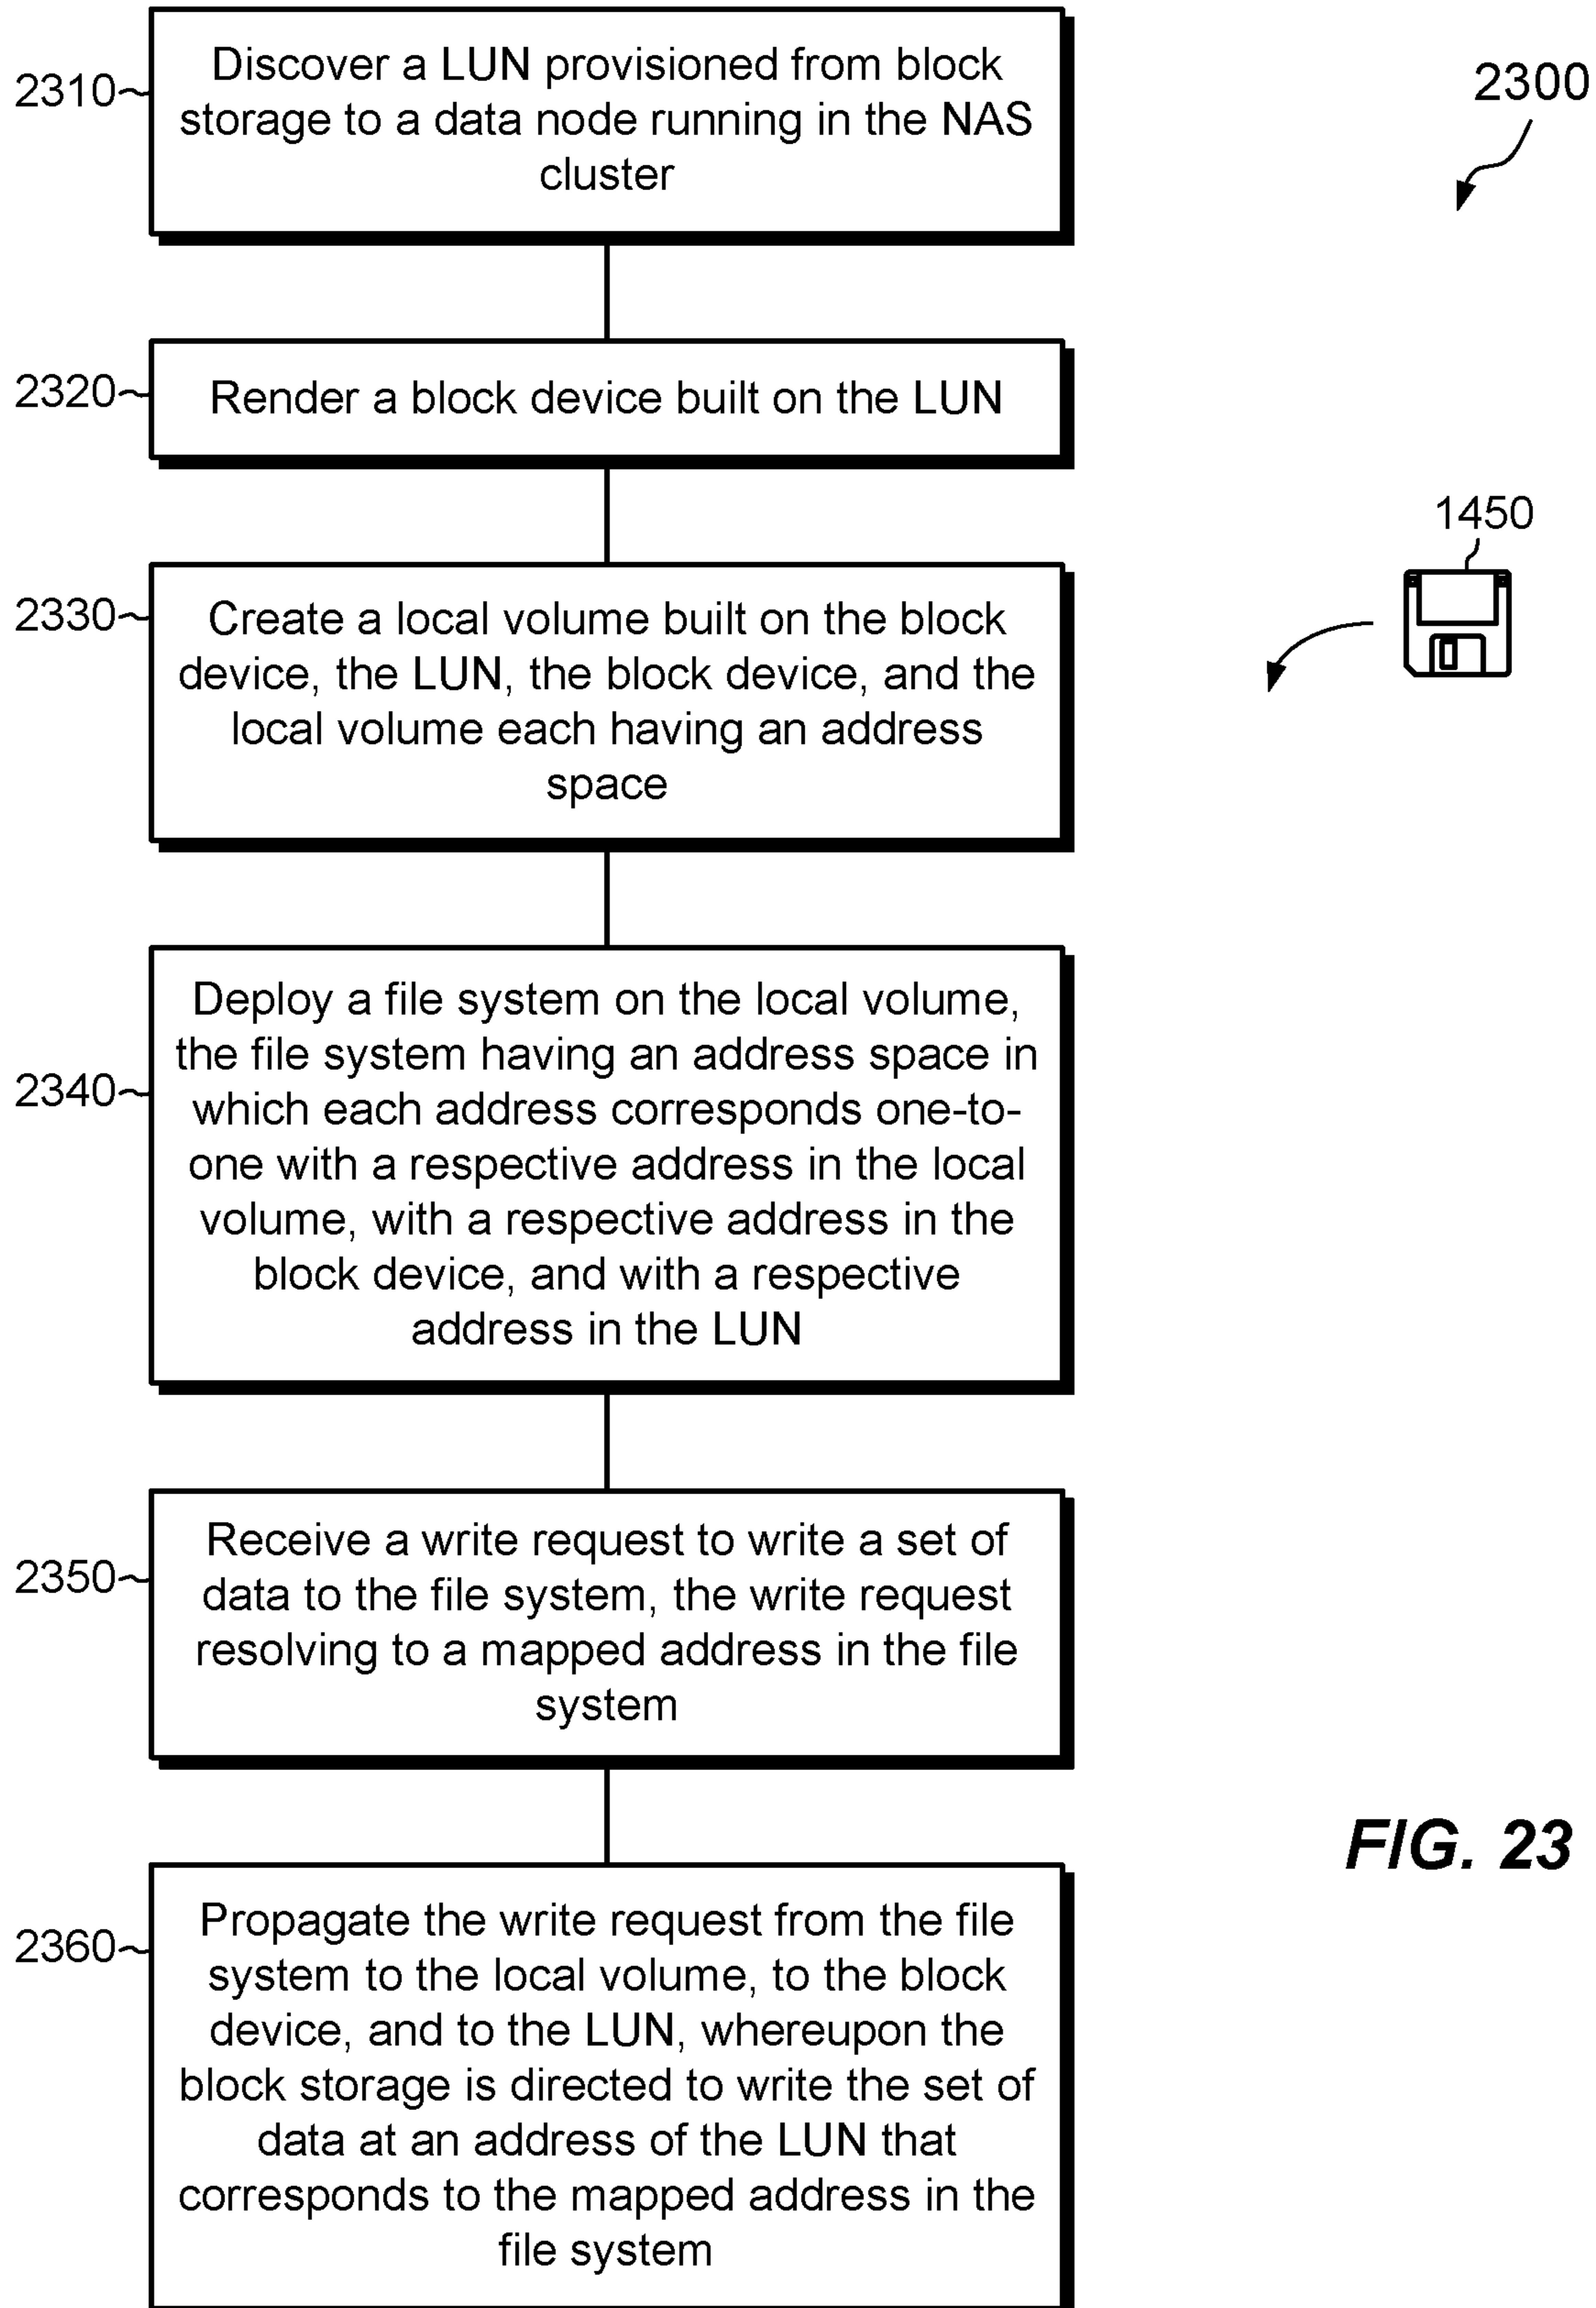 2300
2310
Discover a LUN provisioned from block
storage to a data node running in the NAS
cluster
2320
Render a block device built on the LUN
1450
2330
Create a local volume built on the block
device, the LUN, the block device, and the
local volume each having an address
space
2340
Deploy a file system on the local volume,
the file system having an address space in
which each address corresponds one-to-
one with a respective address in the local
volume, with a respective address in the
block device, and with a respective
address in the LUN
2350
Receive a write request to write a set of
data to the file system, the write request
resolving to a mapped address in the file
system
FIG. 23
2360
Propagate the write request from the file
system to the local volume, to the block
device, and to the LUN, whereupon the
block storage is directed to write the set of
data at an address of the LUN that
corresponds to the mapped address in the
file system